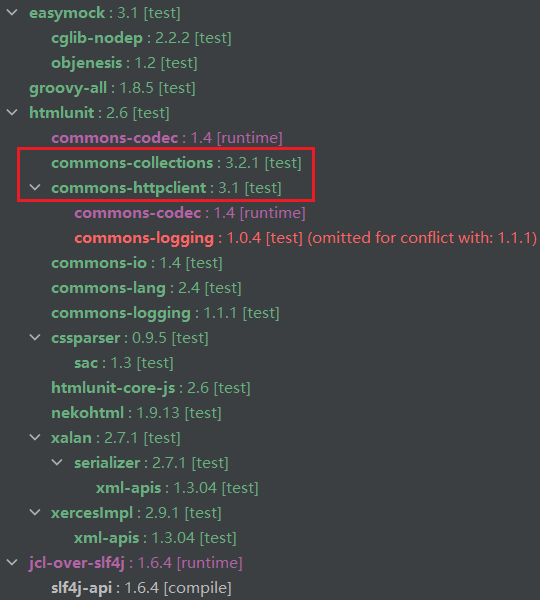 easymock : 3.1 [test]
cglib-nodep : 2.2.2 [test]
objenesis : 1.2 [test]
groovy-all : 1.8.5 [test]
htmlunit : 2.6 [test]
commons-codec : 1.4 [runtime]
commons-collections : 3.2.1 [test]
commons-httpclient : 3.1 [test]
commons-codec : 1.4 [runtime]
commons-logging : 1.0.4 [test] (omitted for conflict with: 1.1.1)
commons-io : 1.4 [test]
commons-lang : 2.4 [test]
commons-logging : 1.1.1 [test]
cssparser : 0.9.5 [test]
sac : 1.3 [test]
htmlunit-core-js : 2.6 [test]
nekohtml : 1.9.13 [test]
xalan : 2.7.1 [test]
serializer : 2.7.1 [test]
xml-apis : 1.3.04 [test]
xercesImpl : 2.9.1 [test]
xml-apis : 1.3.04 [test]
jcl-over-slf4j : 1.6.4 [runtime]
slf4j-api : 1.6.4 [compile]